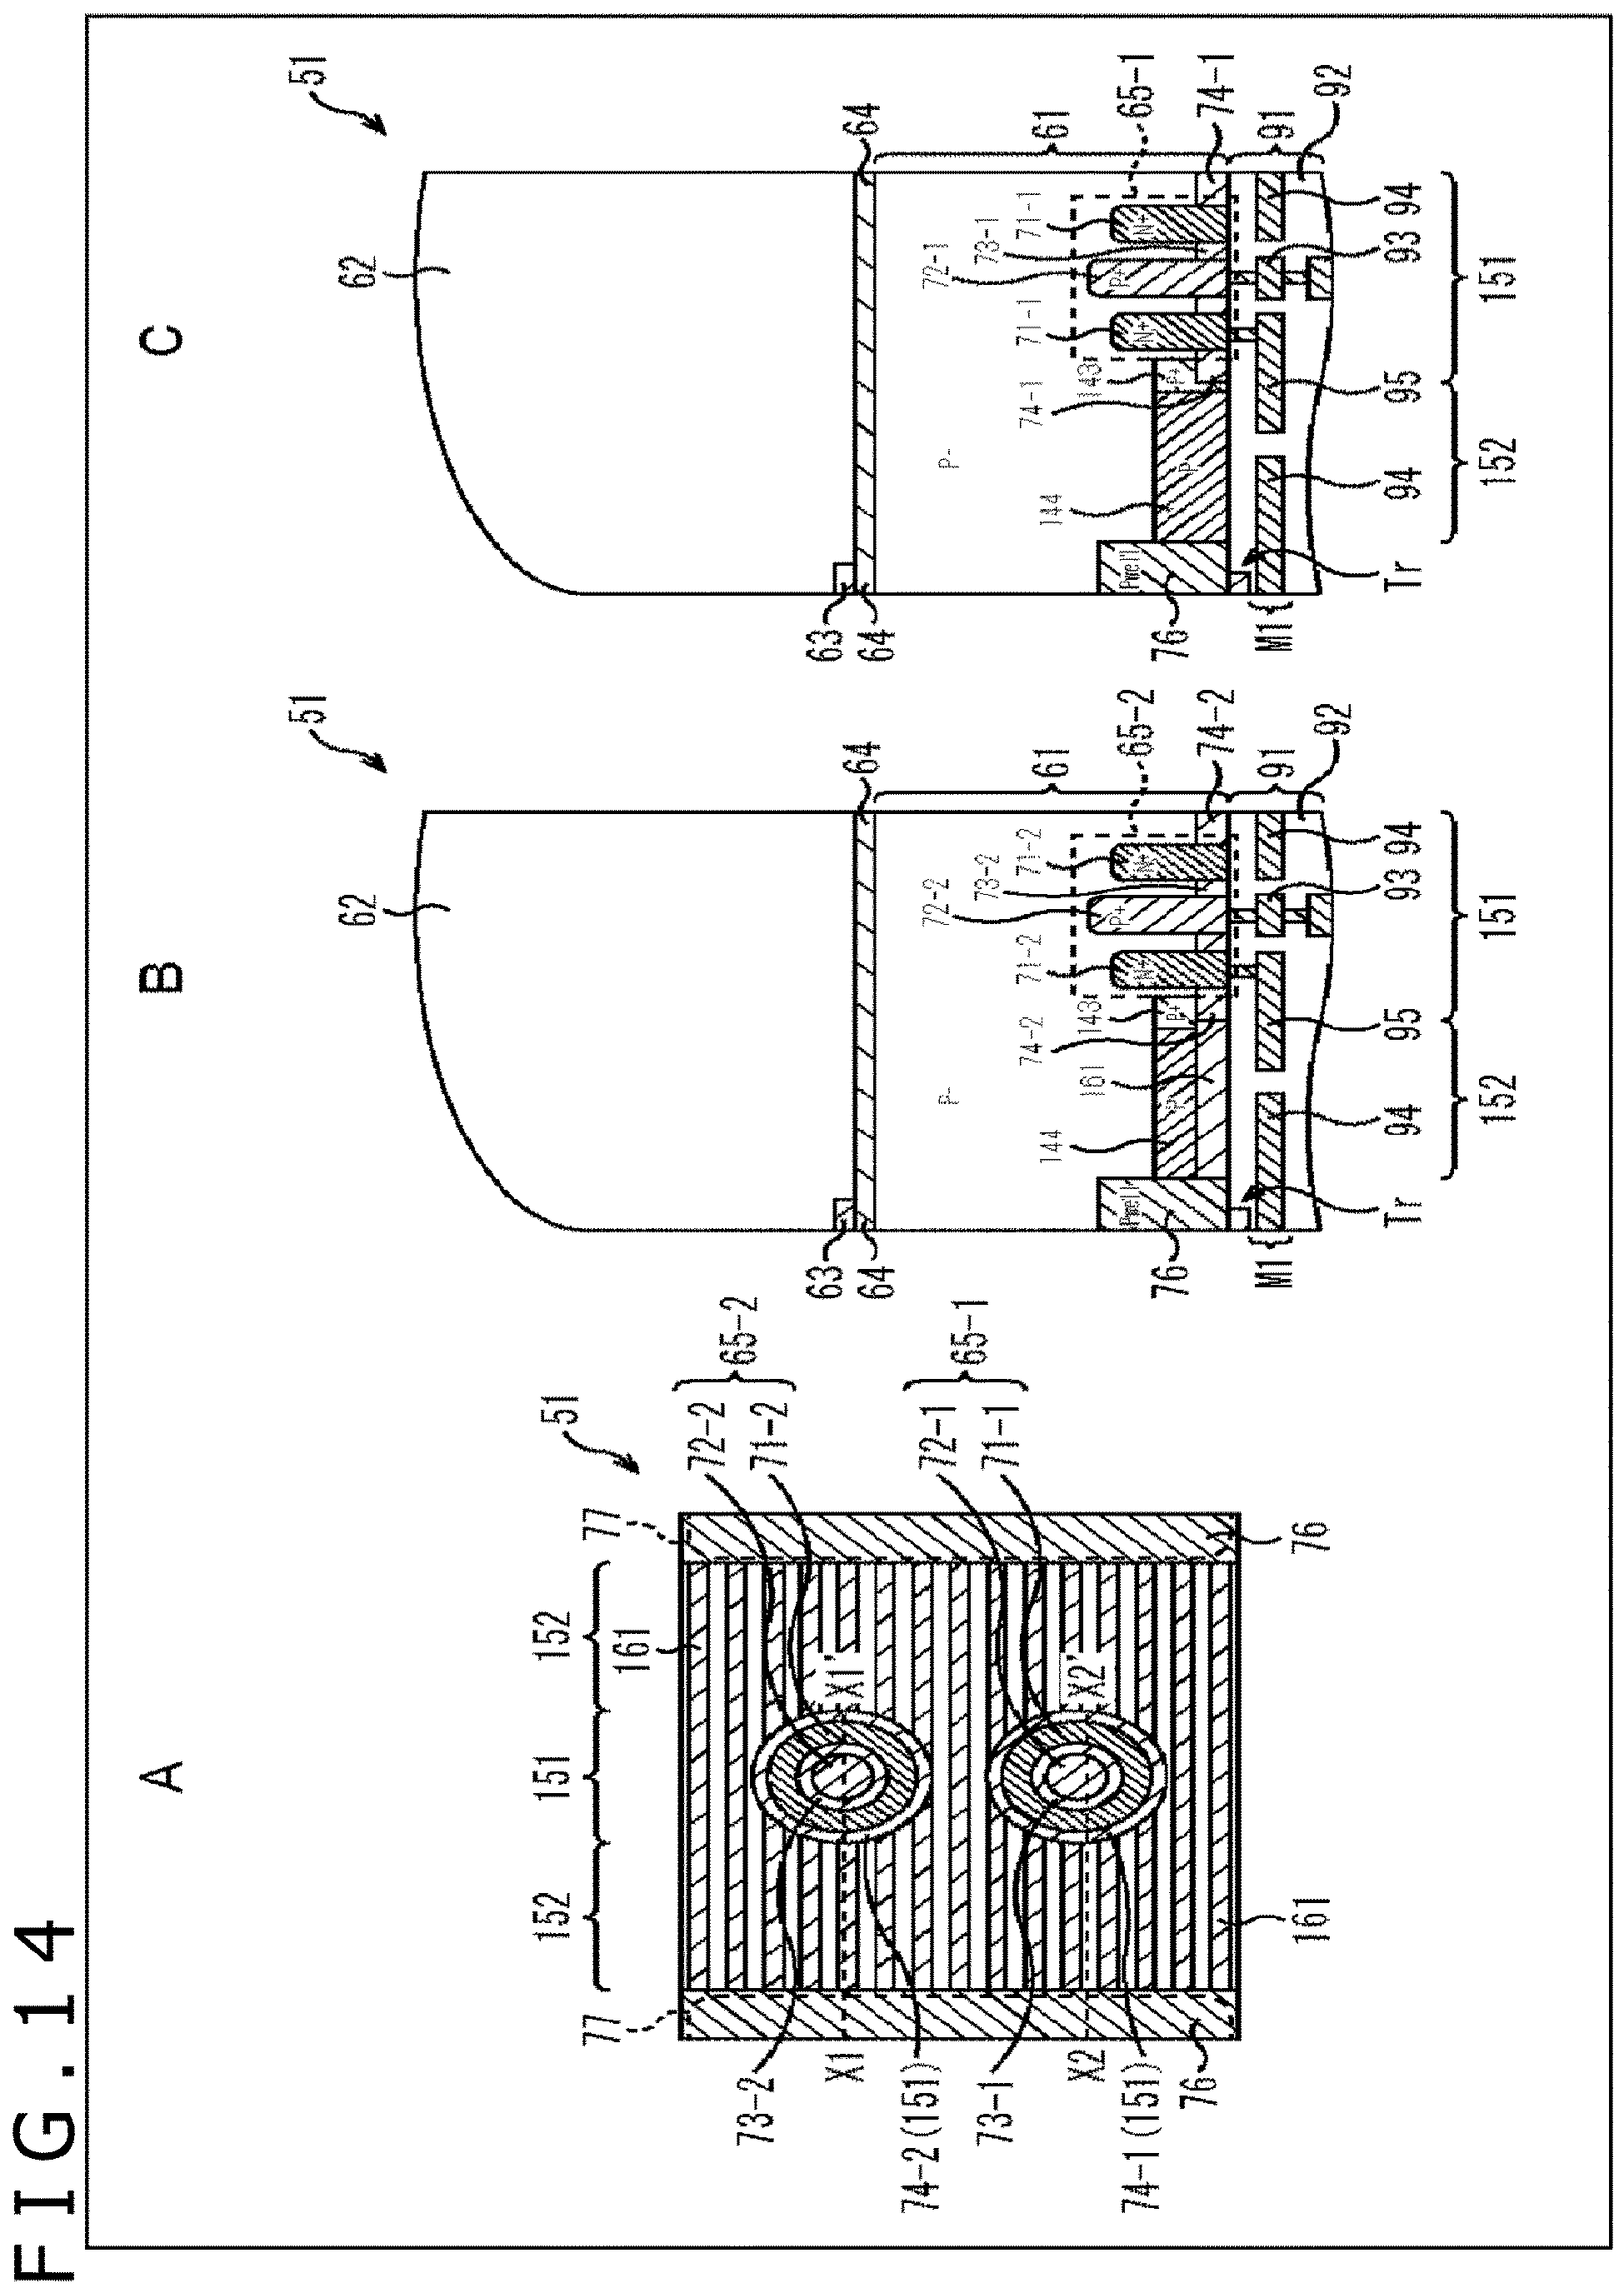 FIG.14
A
51
152
151
152
77
77
161
72-2
71-2
65-2
72-1
71-1
65-1
X1
X1'
X2
X2'
73-2
74-2(151)
73-1
74-1(151)
76
161
76
B
51
62
63
64
64
P-
61
72-2
73-2
71-2
71-2
65-2
74-2
74-2
143
161
144
P+
N+
N+
P+
P
Pwell
76
M1
91
92
Tr
94
95
93
94
152
151
C
51
62
63
64
64
P-
61
72-1
73-1
71-1
71-1
65-1
74-1
74-1
143
144
P+
N+
N+
P+
P
Pwell
76
M1
91
92
Tr
94
95
93
94
152
151